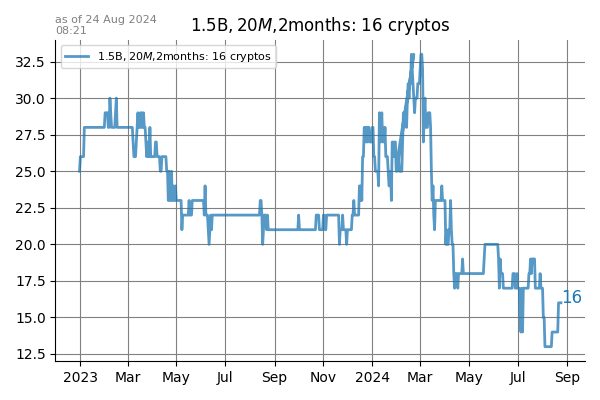 as of 24 Aug 2024
08:21
1.5B, 20M,2months: 16 cryptos
1.5B, 20M,2months: 16 cryptos
32.5
30.0
27.5
25.0
22.5
20.0
17.5
15.0
12.5
16
2023 Mar May Jul Sep Nov 2024 Mar May Jul Sep